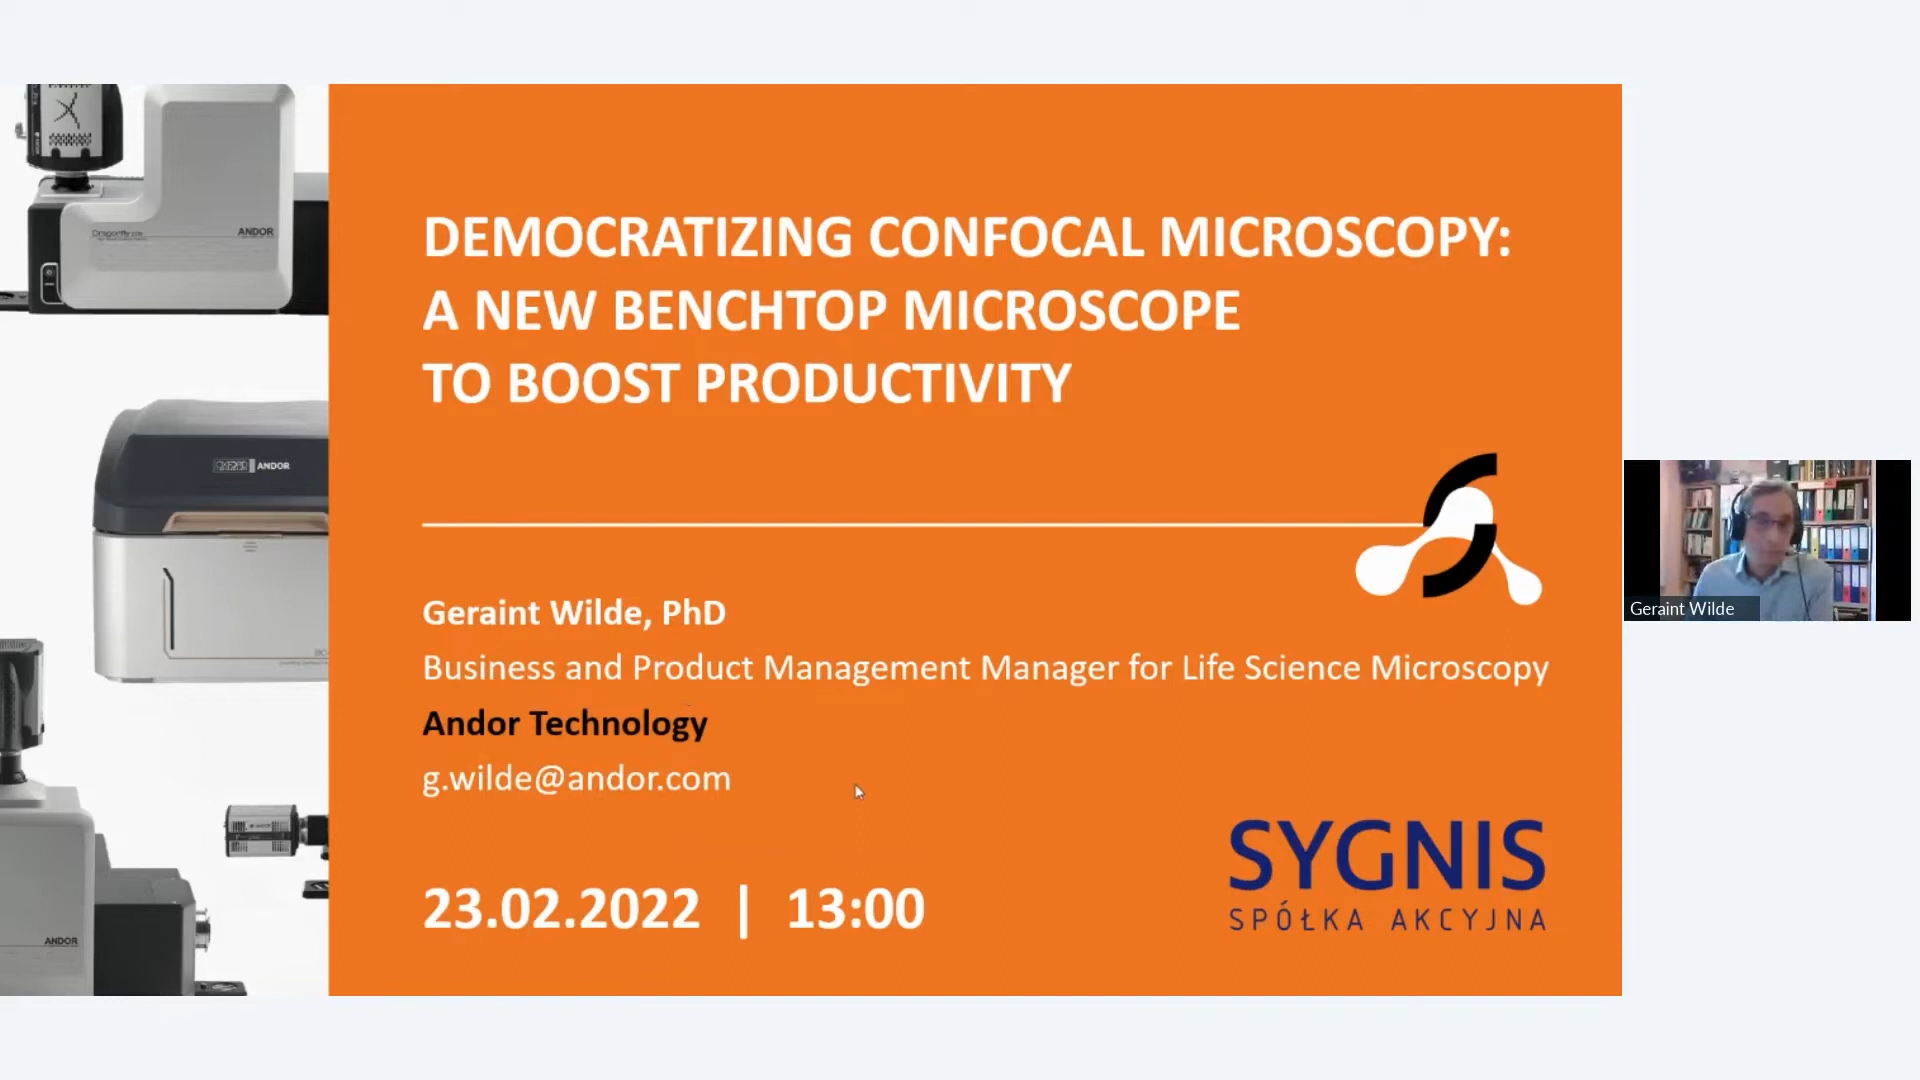 DEMOCRATIZING CONFOCAL MICROSCOPY:
A NEW BENCHTOP MICROSCOPE
TO BOOST PRODUCTIVITY
Geraint Wilde, PhD
Business and Product Management Manager for Life Science Microscopy
Andor Technology
g.wilde@andor.com
23.02.2022 | 13:00
SYGNIS
SPÓŁKA AKCYJNA
Dragonfly
ANDOR
ANDOR
ANDOR
Geraint Wilde